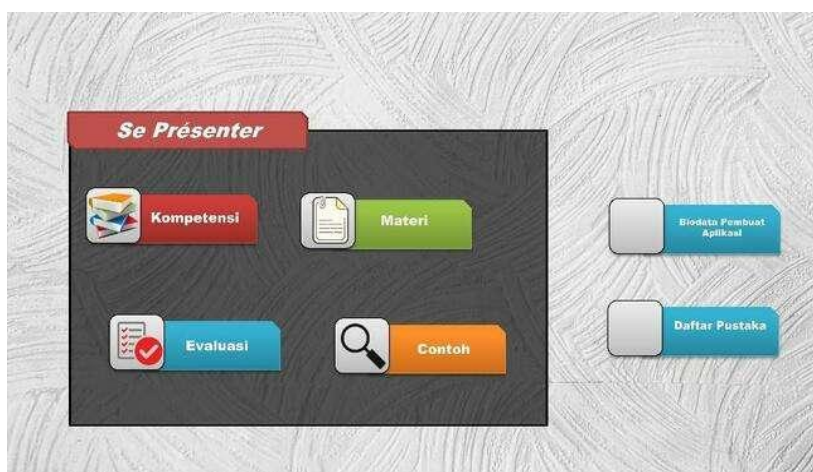 Se Présenter
Kompetensi
Materi
Biodata Pembuat
Aplikasi
Evaluasi
Contoh
Daftar Pustaka